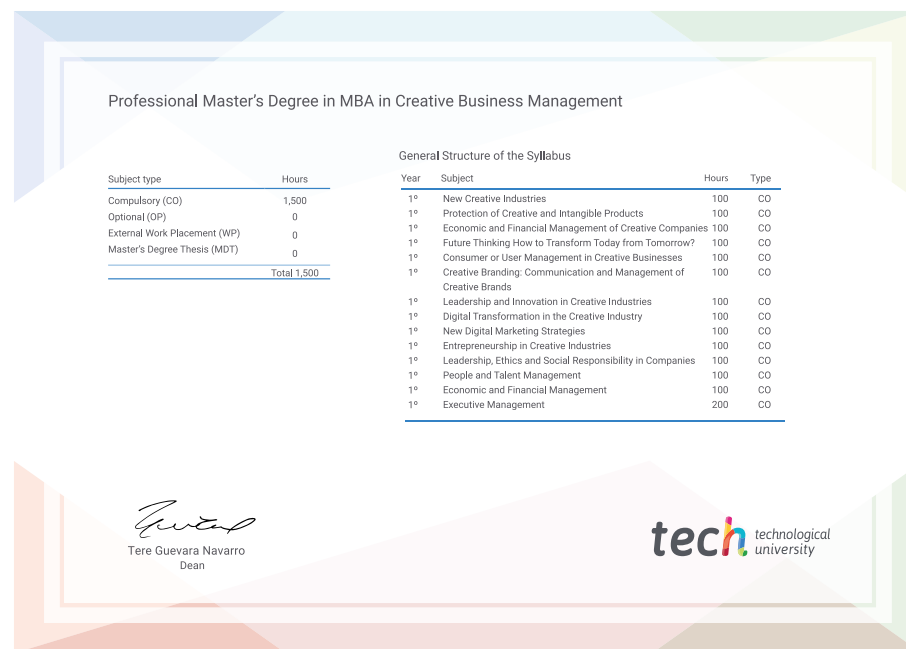 Professional Master's Degree in MBA in Creative Business Management
Subject type Hours
Compulsory (CO) 1,500
Optional (OP) 0
External Work Placement (WP) 0
Master's Degree Thesis (MDT) 0
Total 1,500
General Structure of the Syllabus
Year Subject Hours Type
1º New Creative Industries 100 CO
1º Protection of Creative and Intangible Products 100 CO
1º Economic and Financial Management of Creative Companies 100 CO
1º Future Thinking How to Transform Today from Tomorrow? 100 CO
1º Consumer or User Management in Creative Businesses 100 CO
1º Creative Branding: Communication and Management of 100 CO
Creative Brands
1º Leadership and Innovation in Creative Industries 100 CO
1º Digital Transformation in the Creative Industry 100 CO
1º New Digital Marketing Strategies 100 CO
1º Entrepreneurship in Creative Industries 100 CO
1º Leadership, Ethics and Social Responsibility in Companies 100 CO
1º People and Talent Management 100 CO
1º Economic and Financial Management 100 CO
1º Executive Management 200 CO
Tere Guevara Navarro
Dean
tech technological
university